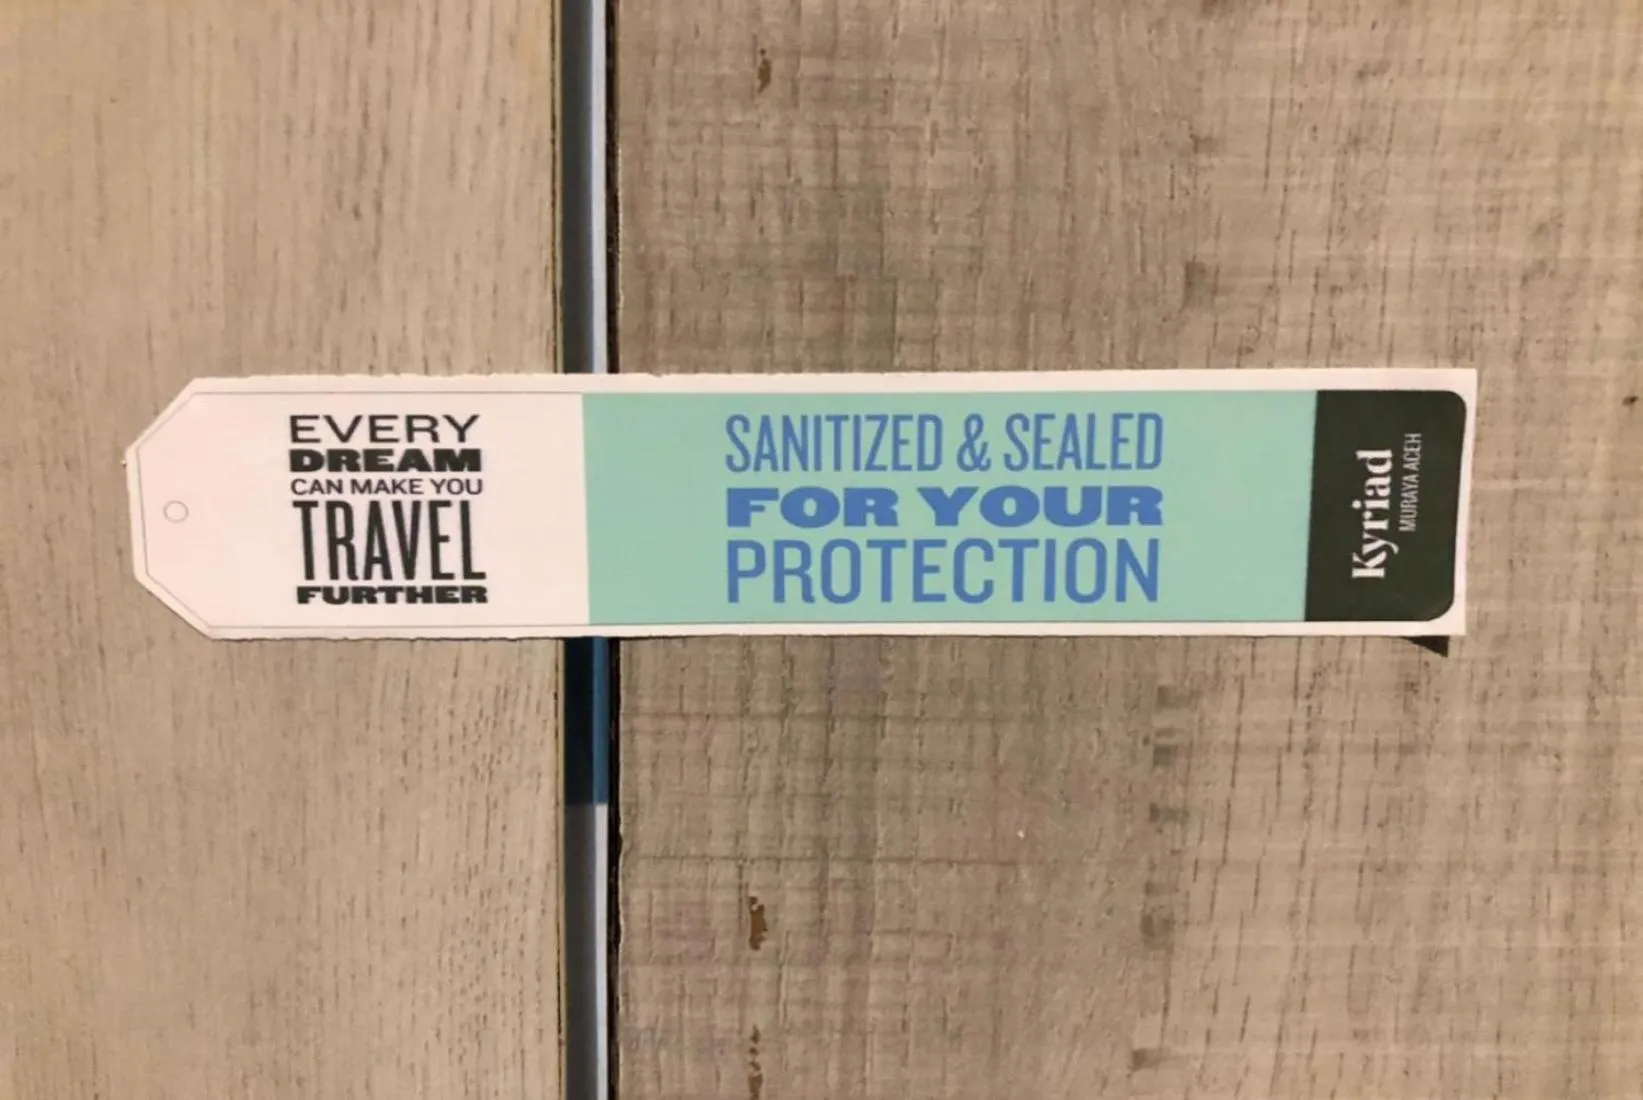 EVERY
DREAM
CAN MAKE YOU
TRAVEL
FURTHER
SANITIZED & SEALED
FOR YOUR
PROTECTION
Kyriad
MURAYA ACEH